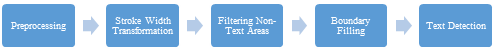 Preprocessing
Stroke Width
Transformation
Filtering Non-
Text Areas
Boundary
Filling
Text Detection